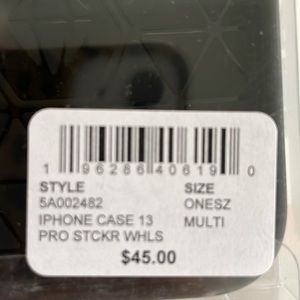 1 96286 40619 0
STYLE SIZE
5A002482 ONESZ
IPHONE CASE 13 MULTI
PRO STCKR WHLS
$45.00